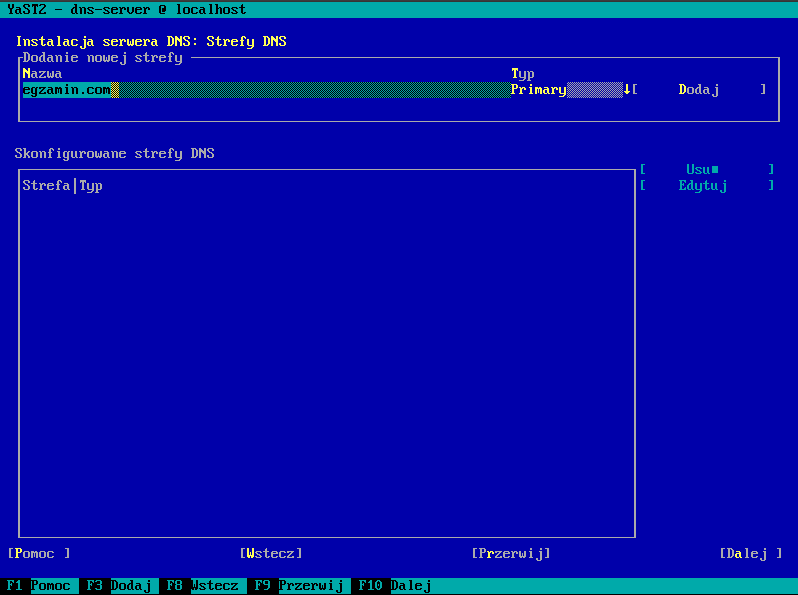 YaST2 - dns-server @ localhost
Instalacja serwera DNS: Strefy DNS
Dodanie nowej strefy
Nazwa Typ
egzamin.com Primary↓[ Dodaj ]
Skonfigurowane strefy DNS
[ Usu■ ]
Strefa|Typ [ Edytuj ]
[Pomoc ] [Wstecz] [Przerwij] [Dalej ]
F1 Pomoc F3 Dodaj F8 Wstecz F9 Przerwij F10 Dalej